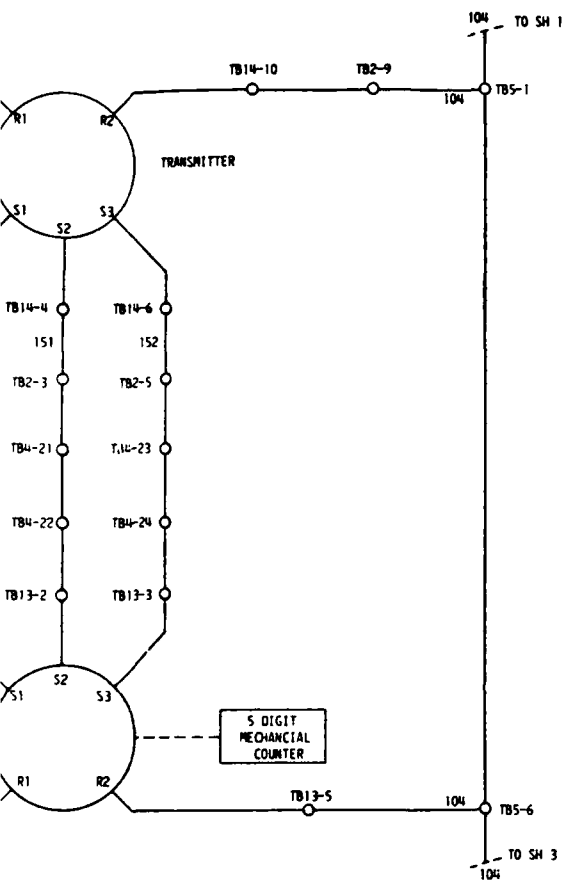 104
TO SH 1
TB14-10
TB2-9
104
TB5-1
R1
R2
TRANSMITTER
S1
S2
S3
TB14-4
TB14-6
151
152
TB2-3
TB2-5
TB4-21
TB4-22
TB4-24
TB13-2
TB13-3
S1
S2
S3
5 DIGIT
MECHANCIAL
COUNTER
R1
R2
TB13-5
104
TB5-6
TO SH 3
104